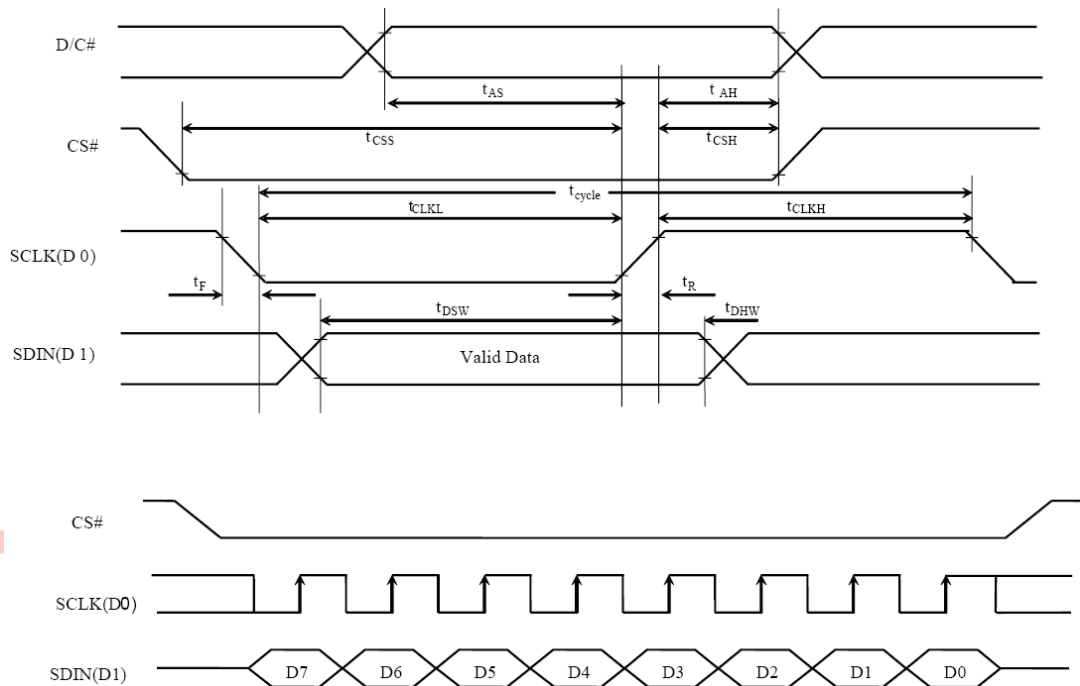 D/C#
tAS
t AH
CS#
tCSS
tCSH
tcycle
tCLKL
tCLKH
SCLK(D 0)
tF
tR
tDSW
tDHW
SDIN(D 1)
Valid Data
CS#
SCLK(D0)
SDIN(D1)
D7 D6 D5 D4 D3 D2 D1 D0